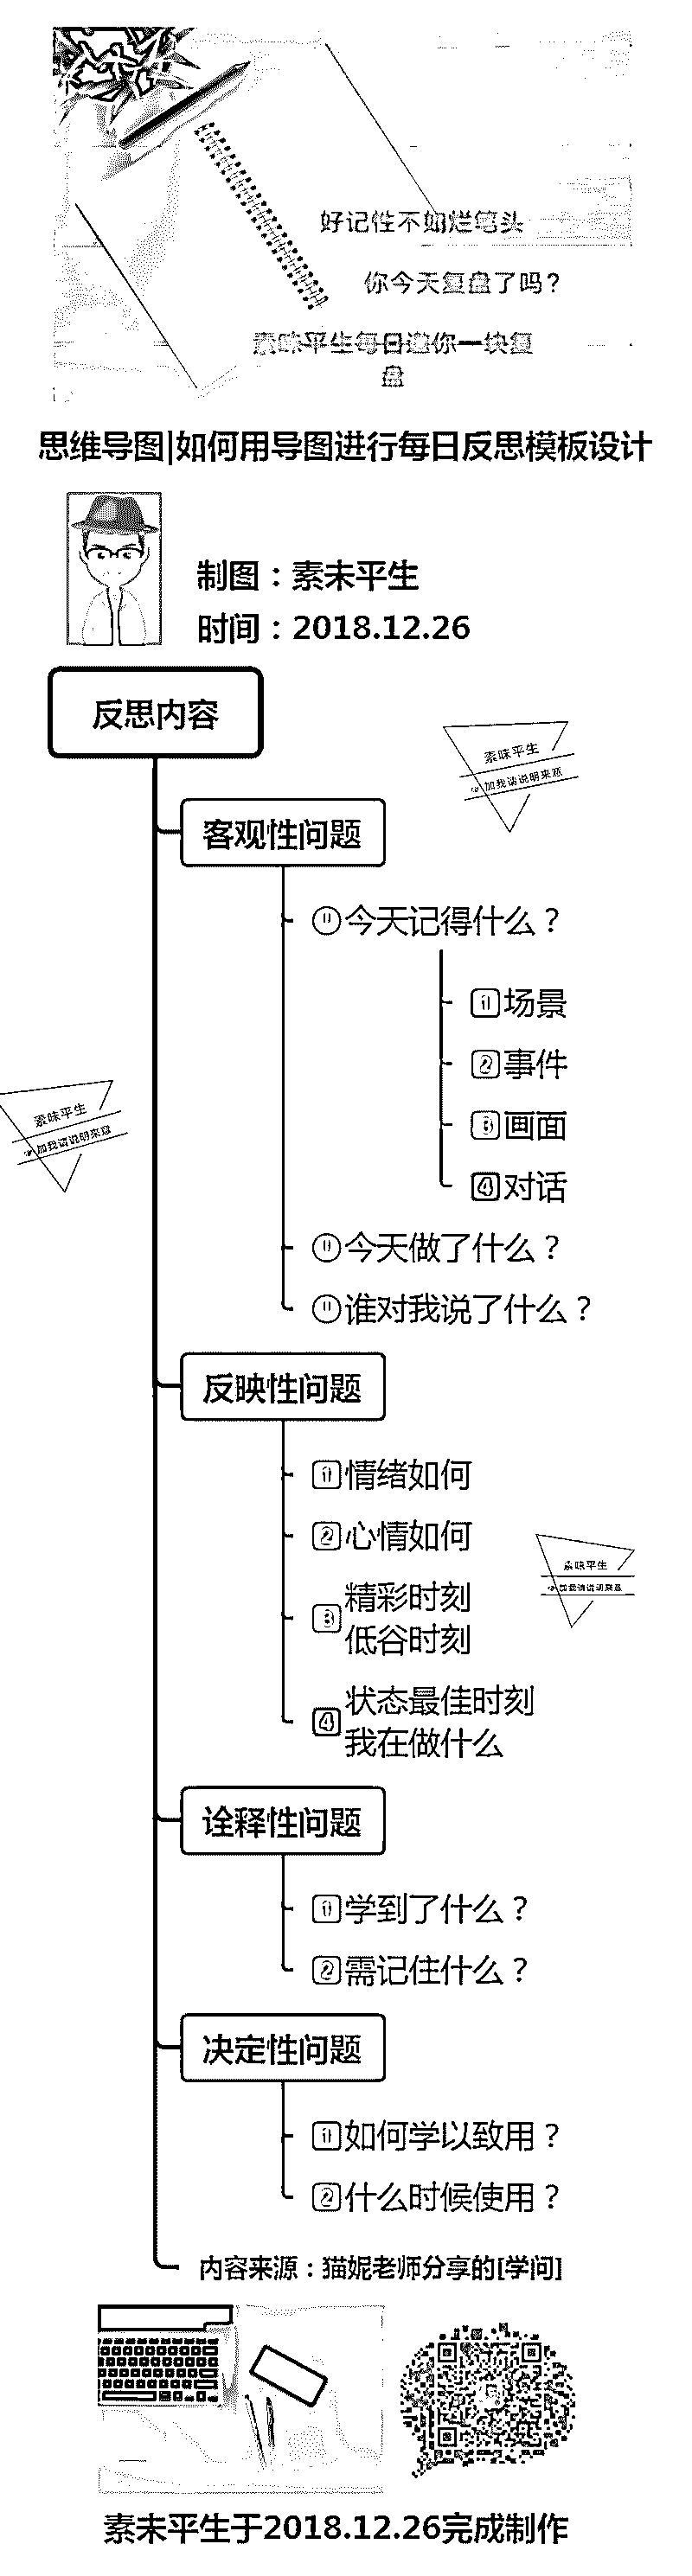 好记性不如烂笔头
你今天复盘了吗？
素味平生每日邀你一块复
盘
思维导图|如何用导图进行每日反思模板设计
制图：素未平生
时间：2018.12.26
反思内容
素味平生
加我请说明来意
客观性问题
今天记得什么？
1 场景
2 事件
素味平生
加我请说明来意
3 画面
4 对话
今天做了什么？
谁对我说了什么？
反映性问题
1 情绪如何
2 心情如何
素味平生
加我请说明来意
3 精彩时刻
低谷时刻
4 状态最佳时刻
我在做什么
诠释性问题
1 学到了什么？
2 需记住什么？
决定性问题
1 如何学以致用？
2 什么时候使用？
内容来源：猫妮老师分享的[学问]
素未平生于2018.12.26完成制作